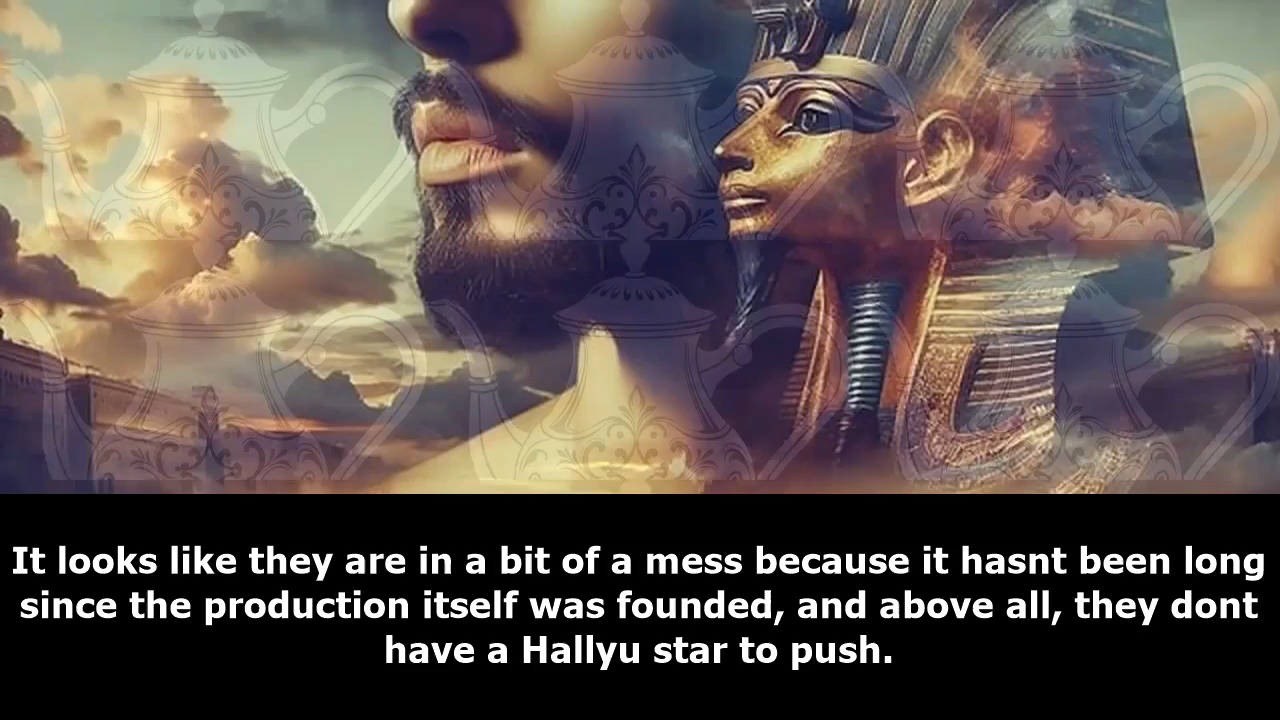 It looks like they are in a bit of a mess because it hasnt been long
since the production itself was founded, and above all, they dont
have a Hallyu star to push.